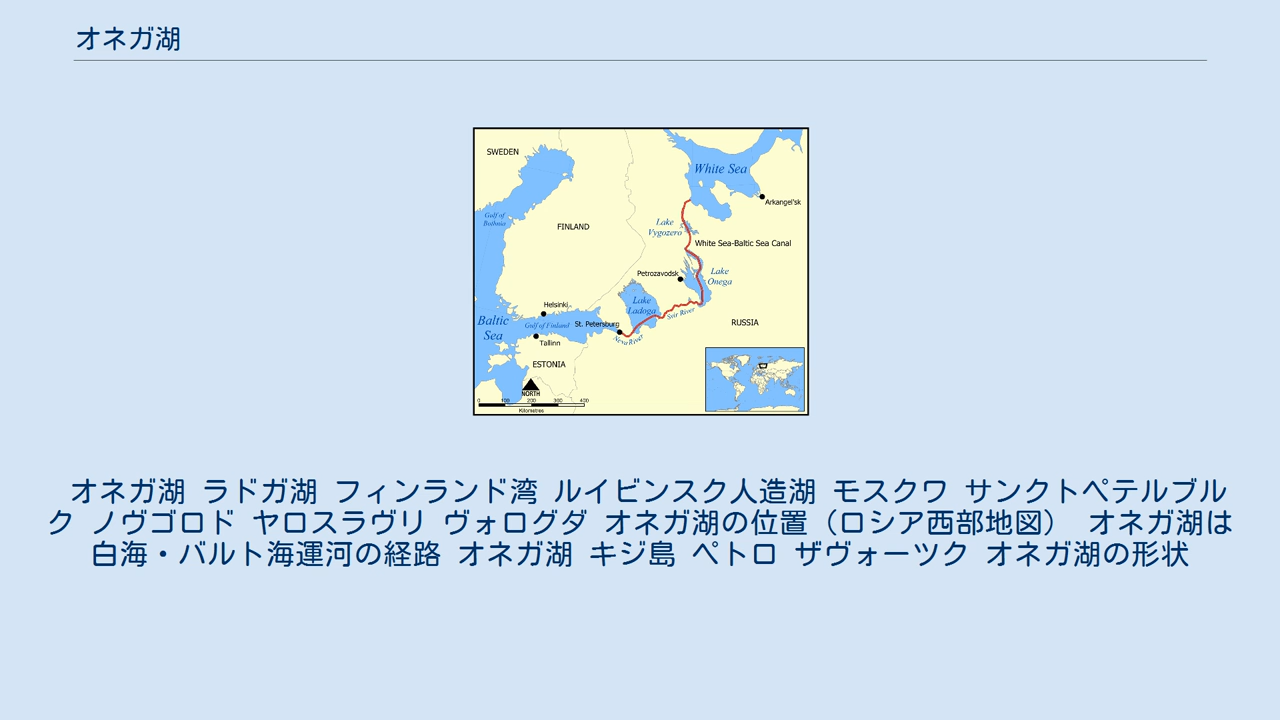 オネガ湖
SWEDEN
White Sea
Arkangel'sk
Gulf of
Bothnia
FINLAND
Lake
Vygozero
White Sea-Baltic Sea Canal
Petrozavodsk
Lake
Onega
Lake
Ladoga
Helsinki
Svir River
Baltic
Sea
Gulf of Finland
St. Petersburg
RUSSIA
Neva River
Tallinn
ESTONIA
NORTH
0 100 200 300 400
Kilometres
オネガ湖 ラドガ湖 フィンランド湾 ルイビンスク人造湖 モスクワ サンクトペテルブル
ク ノヴゴロド ヤロスラヴリ ヴォログダ オネガ湖の位置（ロシア西部地図） オネガ湖は
白海・バルト海運河の経路 オネガ湖 キジ島 ペトロ ザヴォーツク オネガ湖の形状